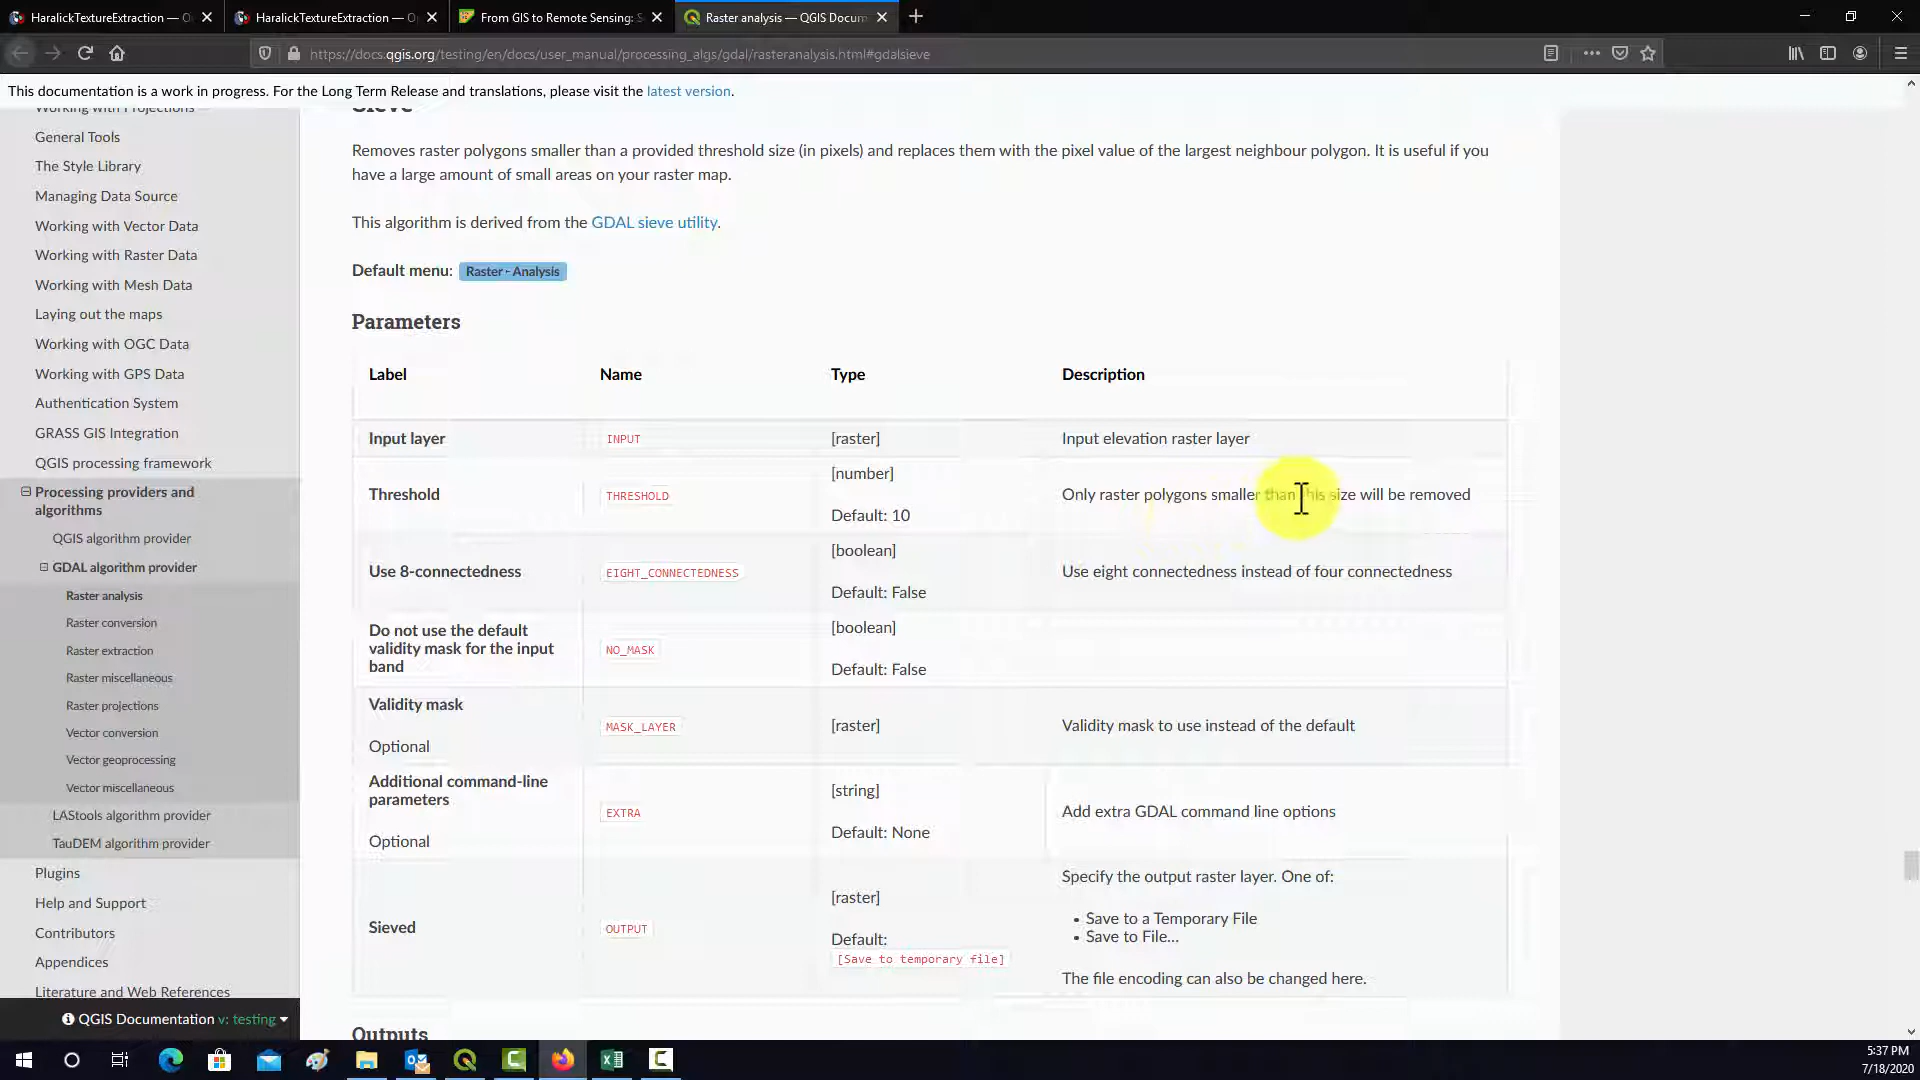 HaralickTextureExtraction — O
HaralickTextureExtraction — O
From GIS to Remote Sensing: S
Raster analysis — QGIS Docum
https://docs.qgis.org/testing/en/docs/user_manual/processing_algs/gdal/rasteranalysis.html#gdalsieve
This documentation is a work in progress. For the Long Term Release and translations, please visit the latest version.
Working with Projections
General Tools
The Style Library
Managing Data Source
Working with Vector Data
Working with Raster Data
Working with Mesh Data
Laying out the maps
Working with OGC Data
Working with GPS Data
Authentication System
GRASS GIS Integration
QGIS processing framework
Processing providers and
algorithms
QGIS algorithm provider
GDAL algorithm provider
Raster analysis
Raster conversion
Raster extraction
Raster miscellaneous
Raster projections
Vector conversion
Vector geoprocessing
Vector miscellaneous
LAStools algorithm provider
TauDEM algorithm provider
Plugins
Help and Support
Contributors
Appendices
Literature and Web References
QGIS Documentation v: testing
Sieve
Removes raster polygons smaller than a provided threshold size (in pixels) and replaces them with the pixel value of the largest neighbour polygon. It is useful if you
have a large amount of small areas on your raster map.
This algorithm is derived from the GDAL sieve utility.
Default menu: Raster ‣ Analysis
Parameters
Label Name Type Description
Input layer INPUT [raster] Input elevation raster layer
Threshold THRESHOLD [number]
Default: 10
Only raster polygons smaller than this size will be removed
Use 8-connectedness EIGHT_CONNECTEDNESS [boolean]
Default: False
Use eight connectedness instead of four connectedness
Do not use the default
validity mask for the input
band
NO_MASK [boolean]
Default: False
Validity mask
Optional
MASK_LAYER [raster] Validity mask to use instead of the default
Additional command-line
parameters
Optional
EXTRA [string]
Default: None
Add extra GDAL command line options
Sieved OUTPUT [raster]
Default:
[Save to temporary file]
Specify the output raster layer. One of:
• Save to a Temporary File
• Save to File...
The file encoding can also be changed here.
Outputs
5:37 PM
7/18/2020